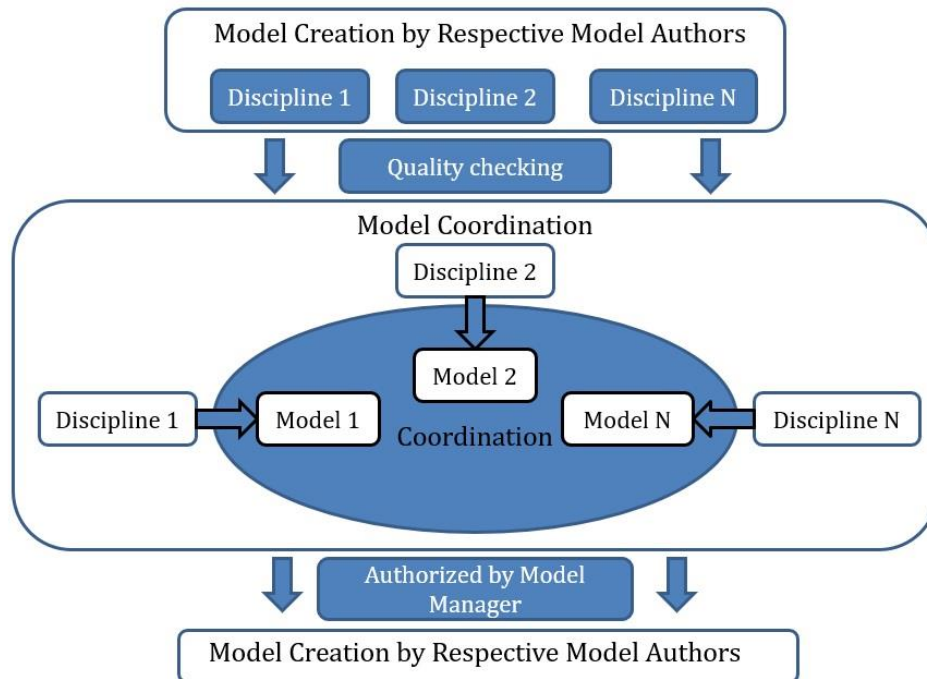 Model Creation by Respective Model Authors
Discipline 1
Discipline 2
Discipline N
Quality checking
Model Coordination
Discipline 2
Model 2
Discipline 1
Model 1
Coordination
Model N
Discipline N
Authorized by Model
Manager
Model Creation by Respective Model Authors